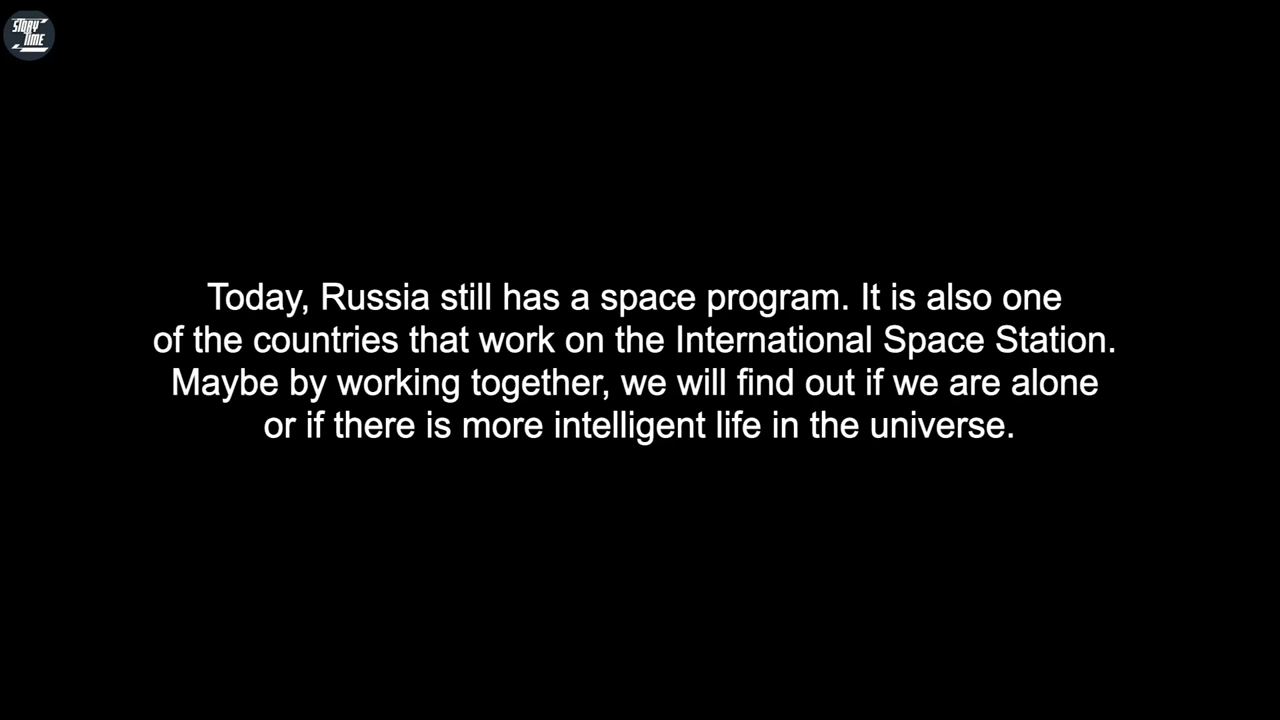 STORY
TIME
Today, Russia still has a space program. It is also one
of the countries that work on the International Space Station.
Maybe by working together, we will find out if we are alone
or if there is more intelligent life in the universe.